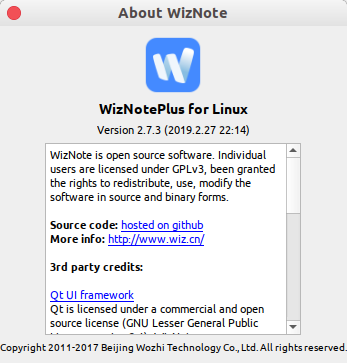 About WizNote
WizNotePlus for Linux
Version 2.7.3 (2019.2.27 22:14)
WizNote is open source software. Individual
users are licensed under GPLv3, been granted
the rights to redistribute, use, modify the
software in source and binary forms.
Source code: hosted on github
More info: http://www.wiz.cn/
3rd party credits:
Qt UI framework
Qt is licensed under a commercial and open
source license (GNU Lesser General Public
Copyright 2011-2017 Beijing Wozhi Technology Co., Ltd. All rights reserved.